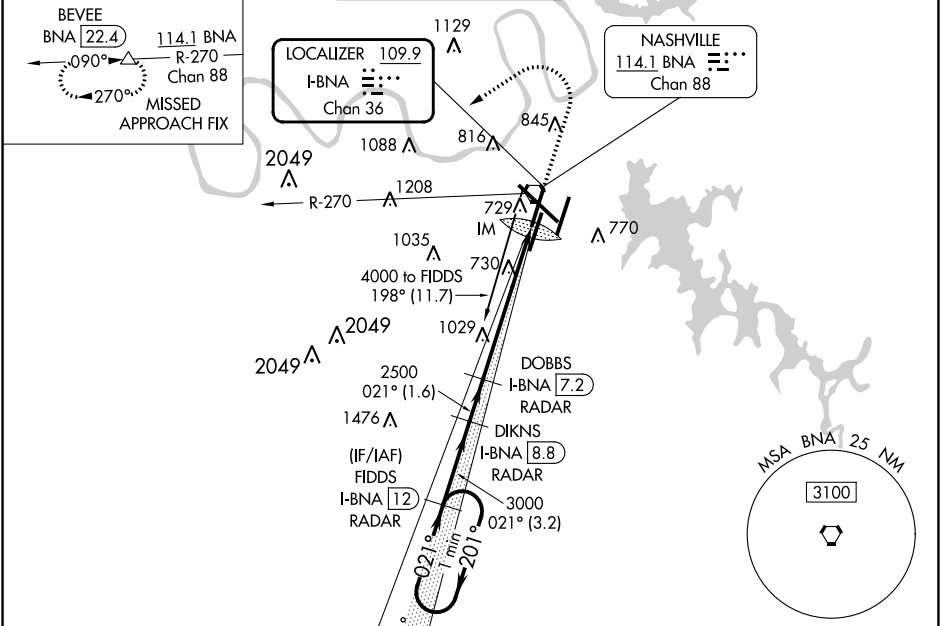 BEVEE
BNA 22.4
114.1 BNA
R-270
Chan 88
090°
270°
MISSED
APPROACH FIX
LOCALIZER 109.9
I-BNA
Chan 36
1129
NASHVILLE
114.1 BNA
Chan 88
1088
816
845
2049
R-270
1208
729
IM
770
1035
730
4000 to FIDDS
198° (11.7)
1029
2049
2049
DOBBS
I-BNA 7.2
RADAR
2500
021° (1.6)
1476
DIKNS
I-BNA 8.8
RADAR
(IF/IAF)
FIDDS
I-BNA 12
RADAR
3000
021° (3.2)
021°
1 min
201°
MSA BNA 25 NM
3100